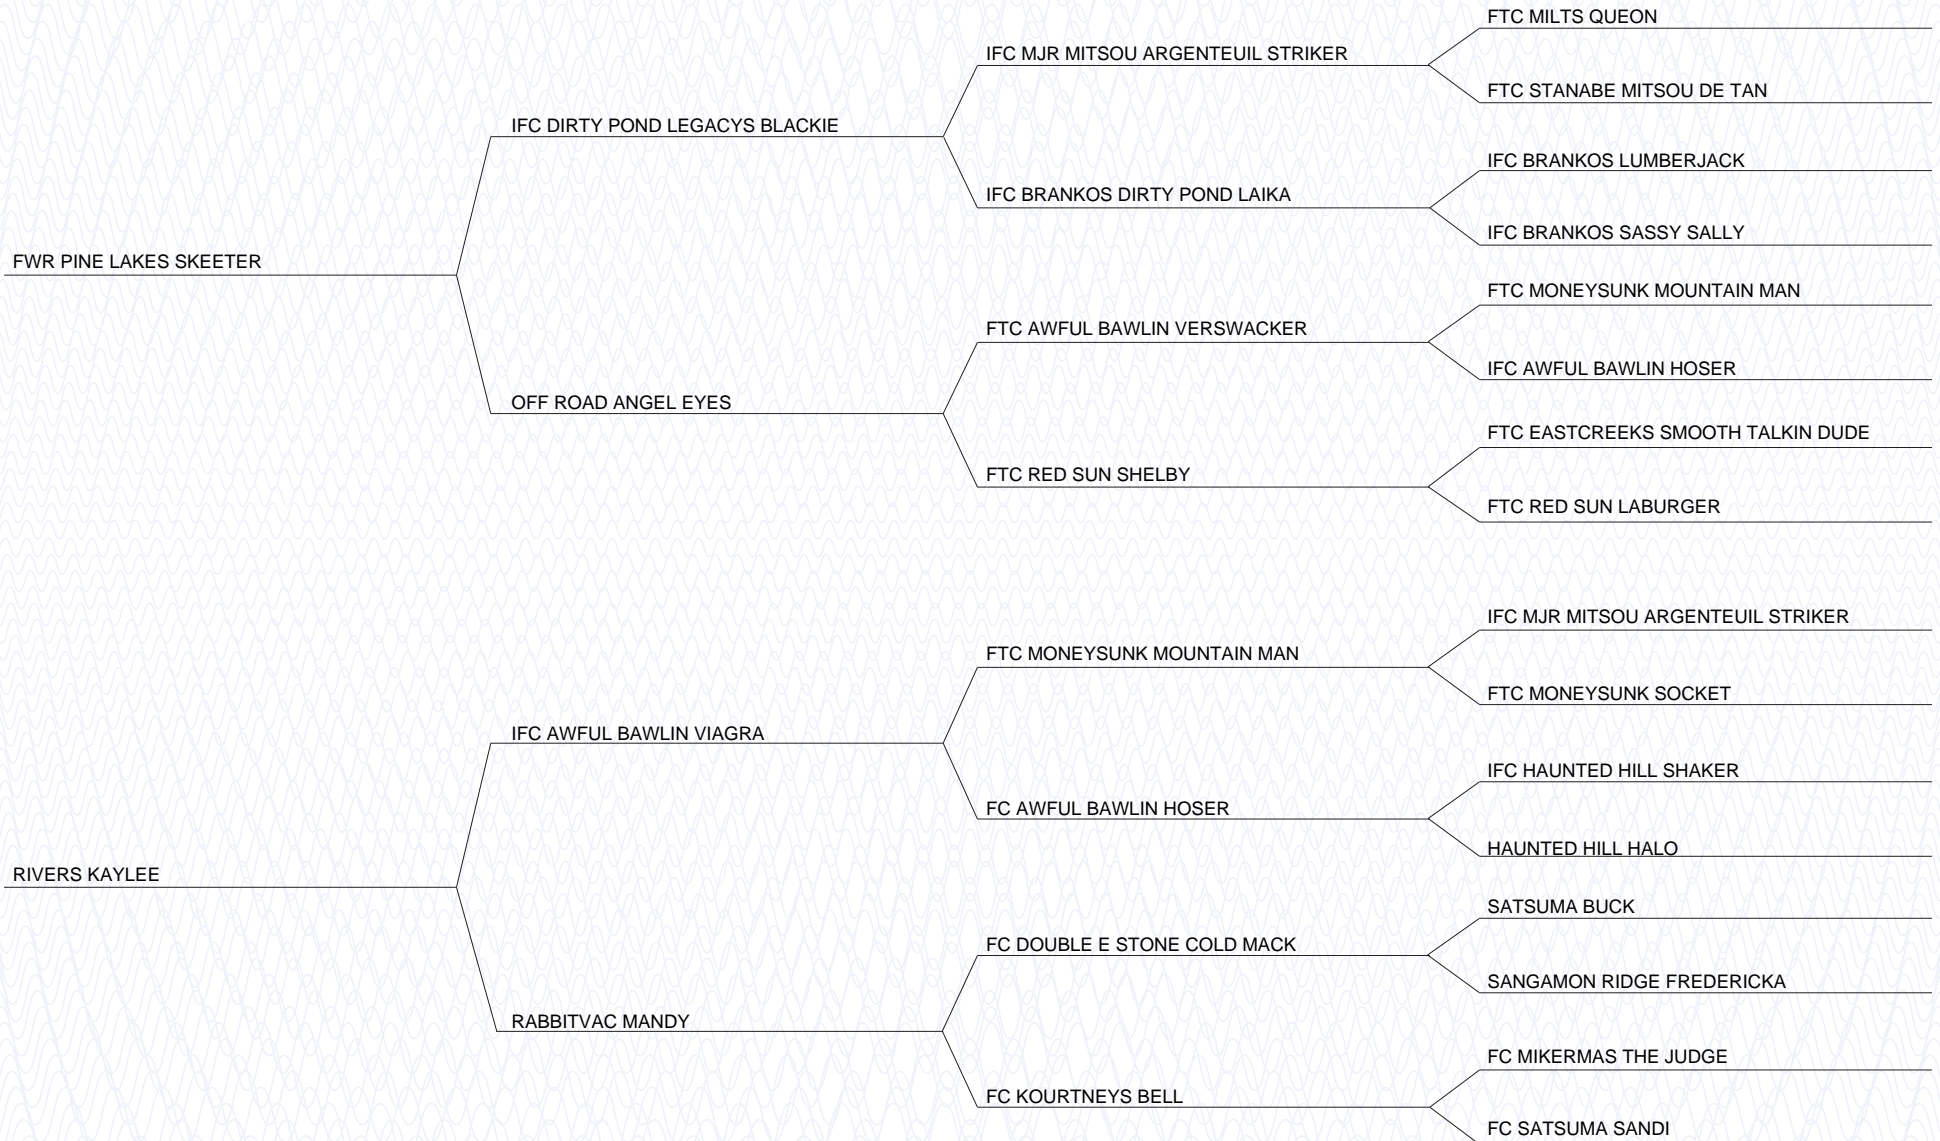 FTC MILTS QUEON
IFC MJR MITSOU ARGENTEUIL STRIKER
FTC STANABE MITSOU DE TAN
IFC DIRTY POND LEGACYS BLACKIE
IFC BRANKOS LUMBERJACK
IFC BRANKOS DIRTY POND LAIKA
IFC BRANKOS SASSY SALLY
FWR PINE LAKES SKEETER
FTC MONEYSUNK MOUNTAIN MAN
FTC AWFUL BAWLIN VERSWACKER
IFC AWFUL BAWLIN HOSER
OFF ROAD ANGEL EYES
FTC EASTCREEKS SMOOTH TALKIN DUDE
FTC RED SUN SHELBY
FTC RED SUN LABURGER
IFC MJR MITSOU ARGENTEUIL STRIKER
FTC MONEYSUNK MOUNTAIN MAN
FTC MONEYSUNK SOCKET
IFC AWFUL BAWLIN VIAGRA
IFC HAUNTED HILL SHAKER
FC AWFUL BAWLIN HOSER
HAUNTED HILL HALO
RIVERS KAYLEE
SATSUMA BUCK
FC DOUBLE E STONE COLD MACK
SANGAMON RIDGE FREDERICKA
RABBITVAC MANDY
FC MIKERMAS THE JUDGE
FC KOURTNEYS BELL
FC SATSUMA SANDI